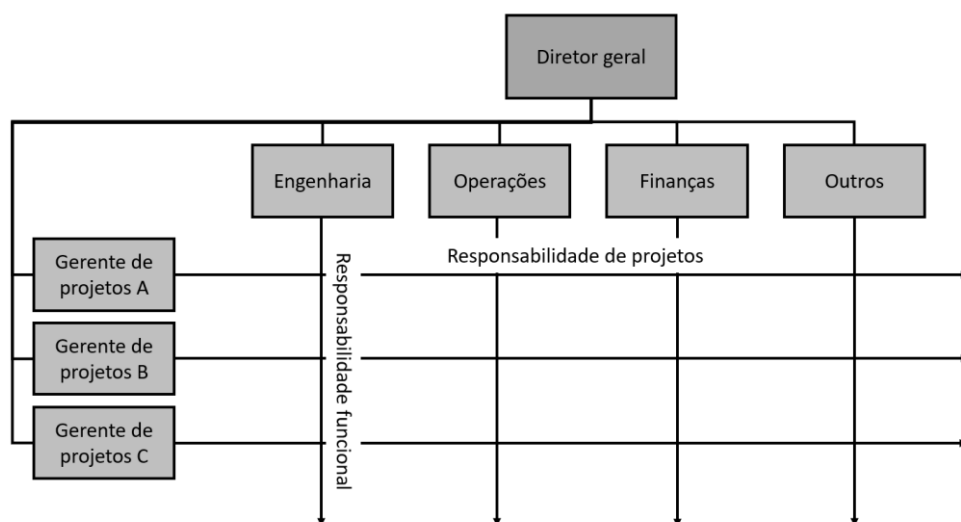 Diretor geral
Engenharia
Operações
Finanças
Outros
Responsabilidade de projetos
Responsabilidade funcional
Gerente de
projetos A
Gerente de
projetos B
Gerente de
projetos C